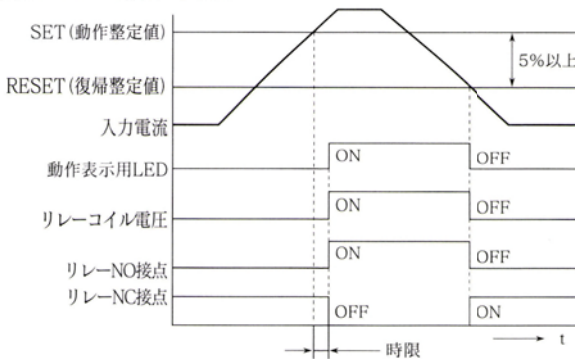 SET(動作整定値)
5%以上
RESET(復帰整定値)
入力電流
動作表示用LED
ON
OFF
リレーコイル電圧
ON
OFF
リレーNO接点
ON
OFF
リレーNC接点
OFF
ON
t
時限